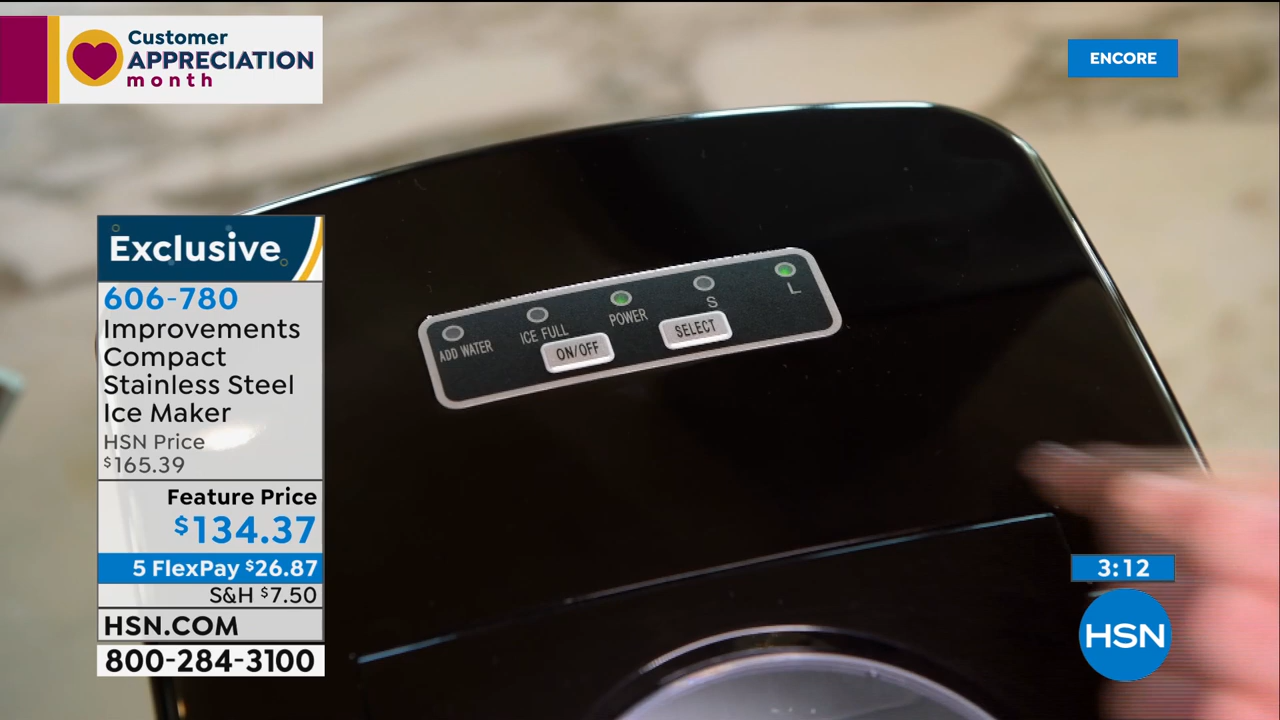 Customer
APPRECIATION
month
ENCORE
Exclusive
606-780
Improvements
Compact
Stainless Steel
Ice Maker
HSN Price
$165.39
Feature Price
$134.37
5 FlexPay $26.87
S&H $7.50
HSN.COM
800-284-3100
ADD WATER
ICE FULL
POWER
S
L
ON/OFF
SELECT
3:12
HSN